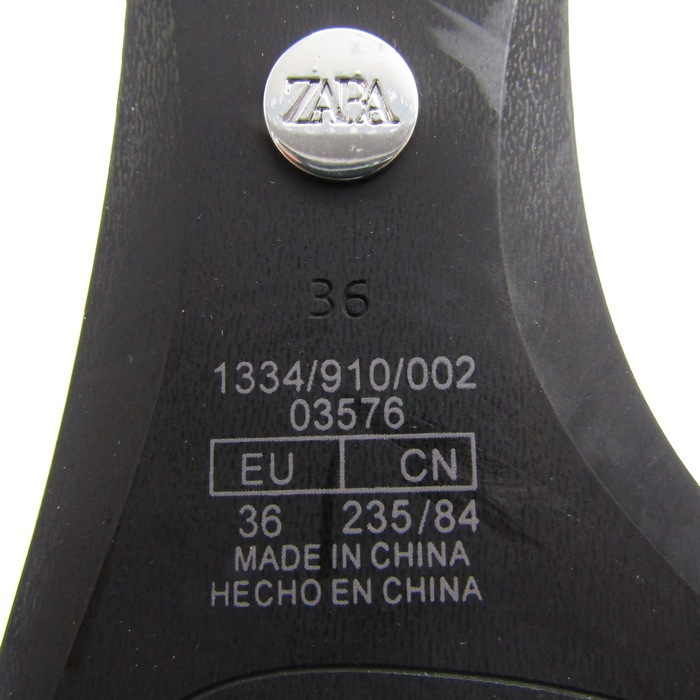 ZARA
36
1334/910/002
03576
EU CN
36 235/84
MADE IN CHINA
HECHO EN CHINA